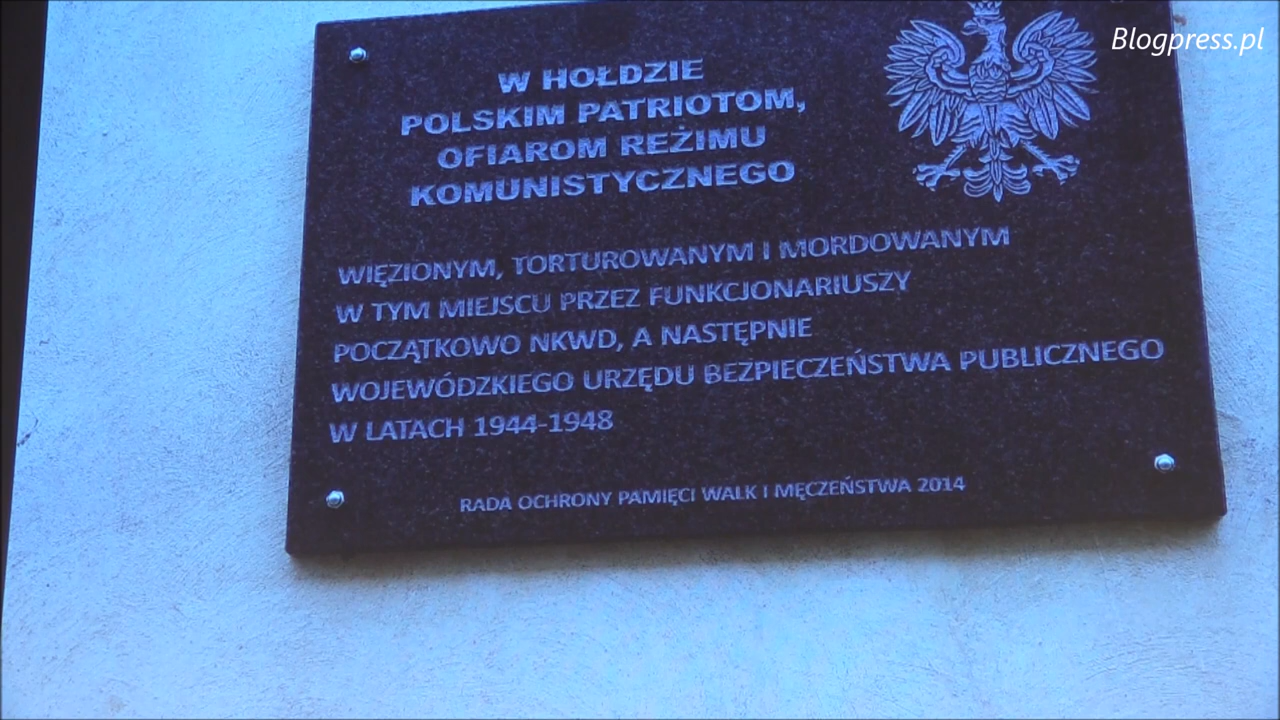 Blogpress.pl
W HOŁDZIE
POLSKIM PATRIOTOM,
OFIAROM REŻIMU
KOMUNISTYCZNEGO
WIĘZIONYM, TORTUROWANYM I MORDOWANYM
W TYM MIEJSCU PRZEZ FUNKCJONARIUSZY
POCZĄTKOWO NKWD, A NASTĘPNIE
WOJEWÓDZKIEGO URZĘDU BEZPIECZEŃSTWA PUBLICZNEGO
W LATACH 1944-1948
RADA OCHRONY PAMIĘCI WALK I MĘCZEŃSTWA 2014